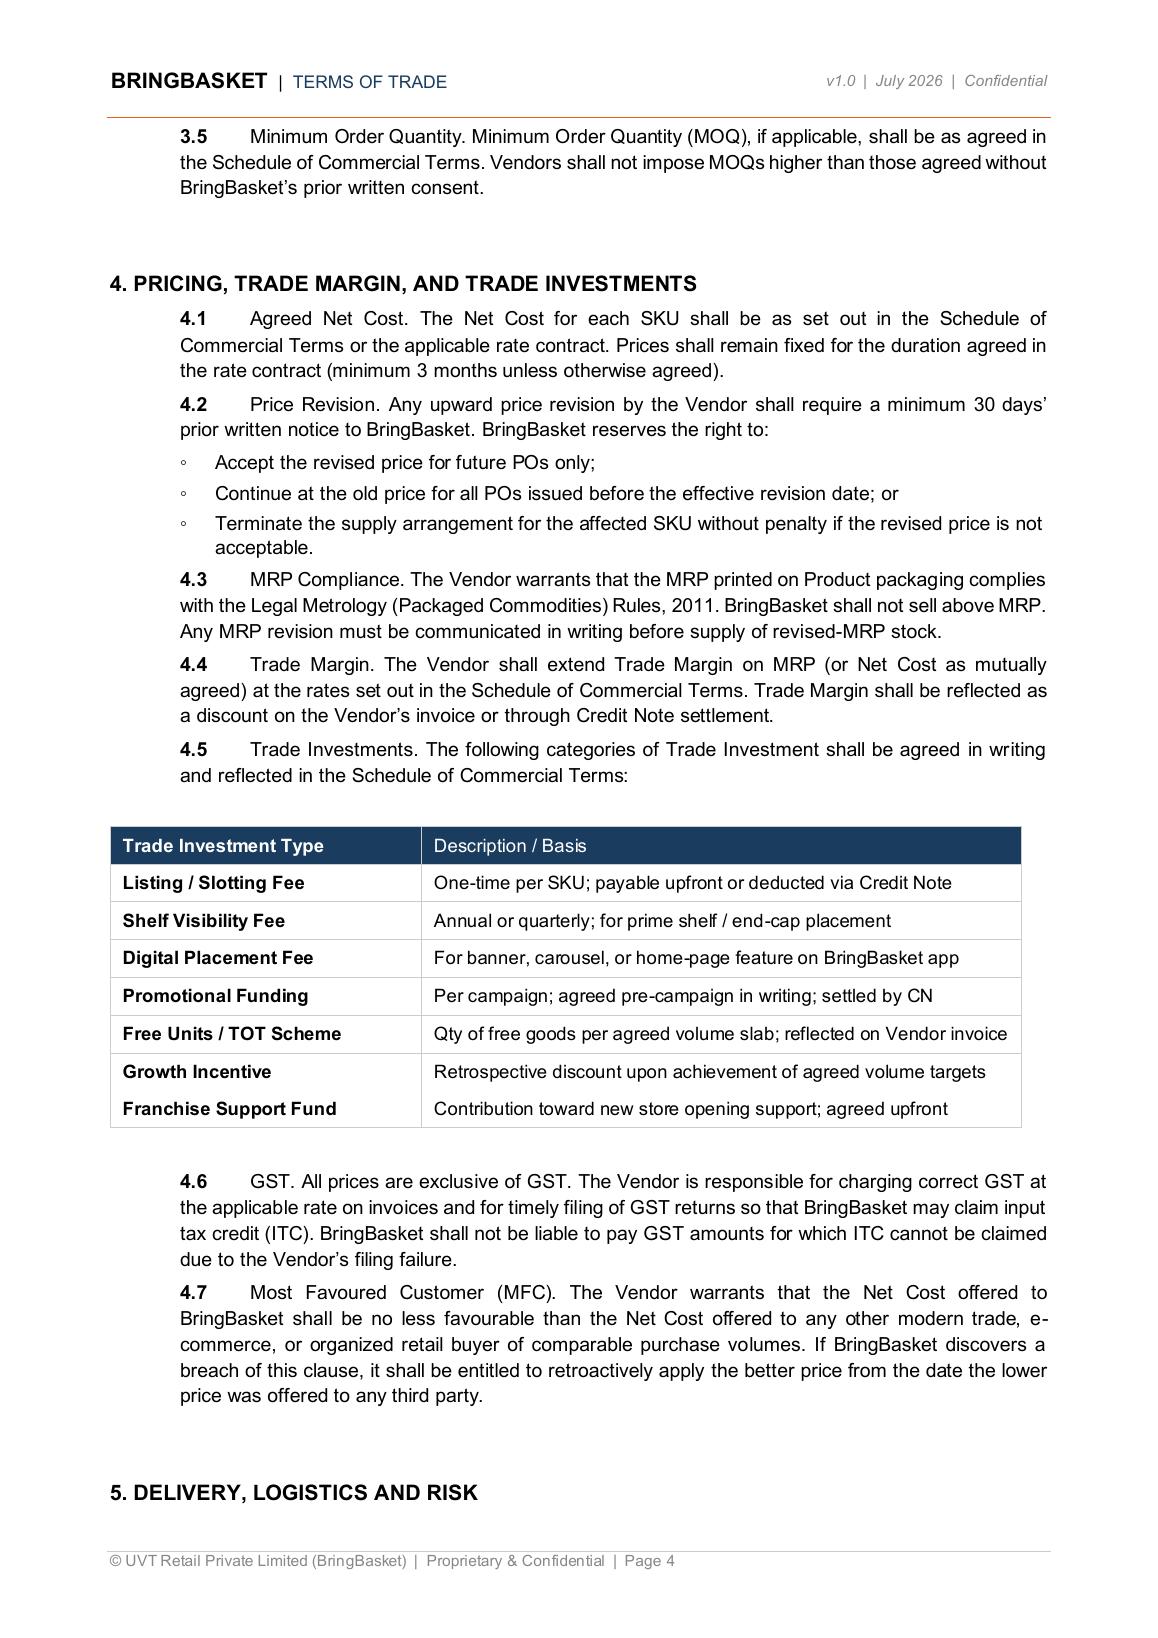 BRINGBASKET | TERMS OF TRADE
v1.0 | July 2026 | Confidential
3.5 Minimum Order Quantity. Minimum Order Quantity (MOQ), if applicable, shall be as agreed in
the Schedule of Commercial Terms. Vendors shall not impose MOQs higher than those agreed without
BringBasket’s prior written consent.
4. PRICING, TRADE MARGIN, AND TRADE INVESTMENTS
4.1 Agreed Net Cost. The Net Cost for each SKU shall be as set out in the Schedule of
Commercial Terms or the applicable rate contract. Prices shall remain fixed for the duration agreed in
the rate contract (minimum 3 months unless otherwise agreed).
4.2 Price Revision. Any upward price revision by the Vendor shall require a minimum 30 days’
prior written notice to BringBasket. BringBasket reserves the right to:
◦ Accept the revised price for future POs only;
◦ Continue at the old price for all POs issued before the effective revision date; or
◦ Terminate the supply arrangement for the affected SKU without penalty if the revised price is not
acceptable.
4.3 MRP Compliance. The Vendor warrants that the MRP printed on Product packaging complies
with the Legal Metrology (Packaged Commodities) Rules, 2011. BringBasket shall not sell above MRP.
Any MRP revision must be communicated in writing before supply of revised-MRP stock.
4.4 Trade Margin. The Vendor shall extend Trade Margin on MRP (or Net Cost as mutually
agreed) at the rates set out in the Schedule of Commercial Terms. Trade Margin shall be reflected as
a discount on the Vendor’s invoice or through Credit Note settlement.
4.5 Trade Investments. The following categories of Trade Investment shall be agreed in writing
and reflected in the Schedule of Commercial Terms:
Trade Investment Type Description / Basis
Listing / Slotting Fee One-time per SKU; payable upfront or deducted via Credit Note
Shelf Visibility Fee Annual or quarterly; for prime shelf / end-cap placement
Digital Placement Fee For banner, carousel, or home-page feature on BringBasket app
Promotional Funding Per campaign; agreed pre-campaign in writing; settled by CN
Free Units / TOT Scheme Qty of free goods per agreed volume slab; reflected on Vendor invoice
Growth Incentive Retrospective discount upon achievement of agreed volume targets
Franchise Support Fund Contribution toward new store opening support; agreed upfront
4.6 GST. All prices are exclusive of GST. The Vendor is responsible for charging correct GST at
the applicable rate on invoices and for timely filing of GST returns so that BringBasket may claim input
tax credit (ITC). BringBasket shall not be liable to pay GST amounts for which ITC cannot be claimed
due to the Vendor’s filing failure.
4.7 Most Favoured Customer (MFC). The Vendor warrants that the Net Cost offered to
BringBasket shall be no less favourable than the Net Cost offered to any other modern trade, e-
commerce, or organized retail buyer of comparable purchase volumes. If BringBasket discovers a
breach of this clause, it shall be entitled to retroactively apply the better price from the date the lower
price was offered to any third party.
5. DELIVERY, LOGISTICS AND RISK
© UVT Retail Private Limited (BringBasket) | Proprietary & Confidential | Page 4